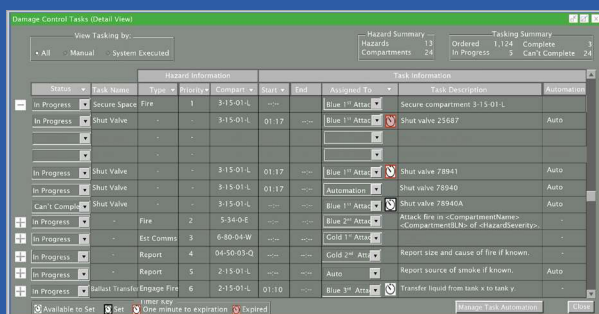 Damage Control Tasks (Detail View)
View Tasking by:
All Manual System Executed
Hazard Summary
Hazards 13
Compartments 24
Tasking Summary
Ordered 1,124 Complete 3
In Progress 5 Can't Complete 24
Hazard Information Task Information
Status Task Name Type Priority Compart Start End Assigned To Task Description Automation
In Progress Secure Space Fire 1 3-15-01-L --:-- Blue 1st Attac Secure compartment 3-15-01-L
In Progress Shut Valve - - 3-15-01-L 01:17 --:-- Blue 1st Attac Shut valve 25687 Auto
- - - --:-- -
- - - --:-- -
In Progress Shut Valve - - 3-15-01-L 01:17 --:-- Blue 1st Attac Shut valve 78941 Auto
In Progress Shut Valve - - 3-15-01-L 01:17 --:-- Automation Shut valve 78940 Auto
Can't Comple Shut Valve - - 3-15-01-L --:-- --:-- Blue 1st Attac Shut valve 78940A Auto
In Progress - Fire 2 5-34-0-E --:-- --:-- Blue 2nd Attac Attack fire in <CompartmentName> -
<CompartmentBLN> of <HazardSeverity>.
In Progress - Est Comms 3 6-80-04-W --:-- --:-- Gold 1st Attac -
In Progress - Report 4 04-50-03-Q --:-- --:-- Gold 2nd Attac Report size and cause of fire if known. -
In Progress - Report 5 2-15-01-L --:-- --:-- Auto Report source of smoke if known. Auto
In Progress Ballast Transfer Engage Fire 6 2-15-01-L 01:10 --:-- Blue 3rd Attac Transfer liquid from tank x to tank y. -
Timer Key
Available to Set Set One minute to expiration Expired
Manage Task Automation Close